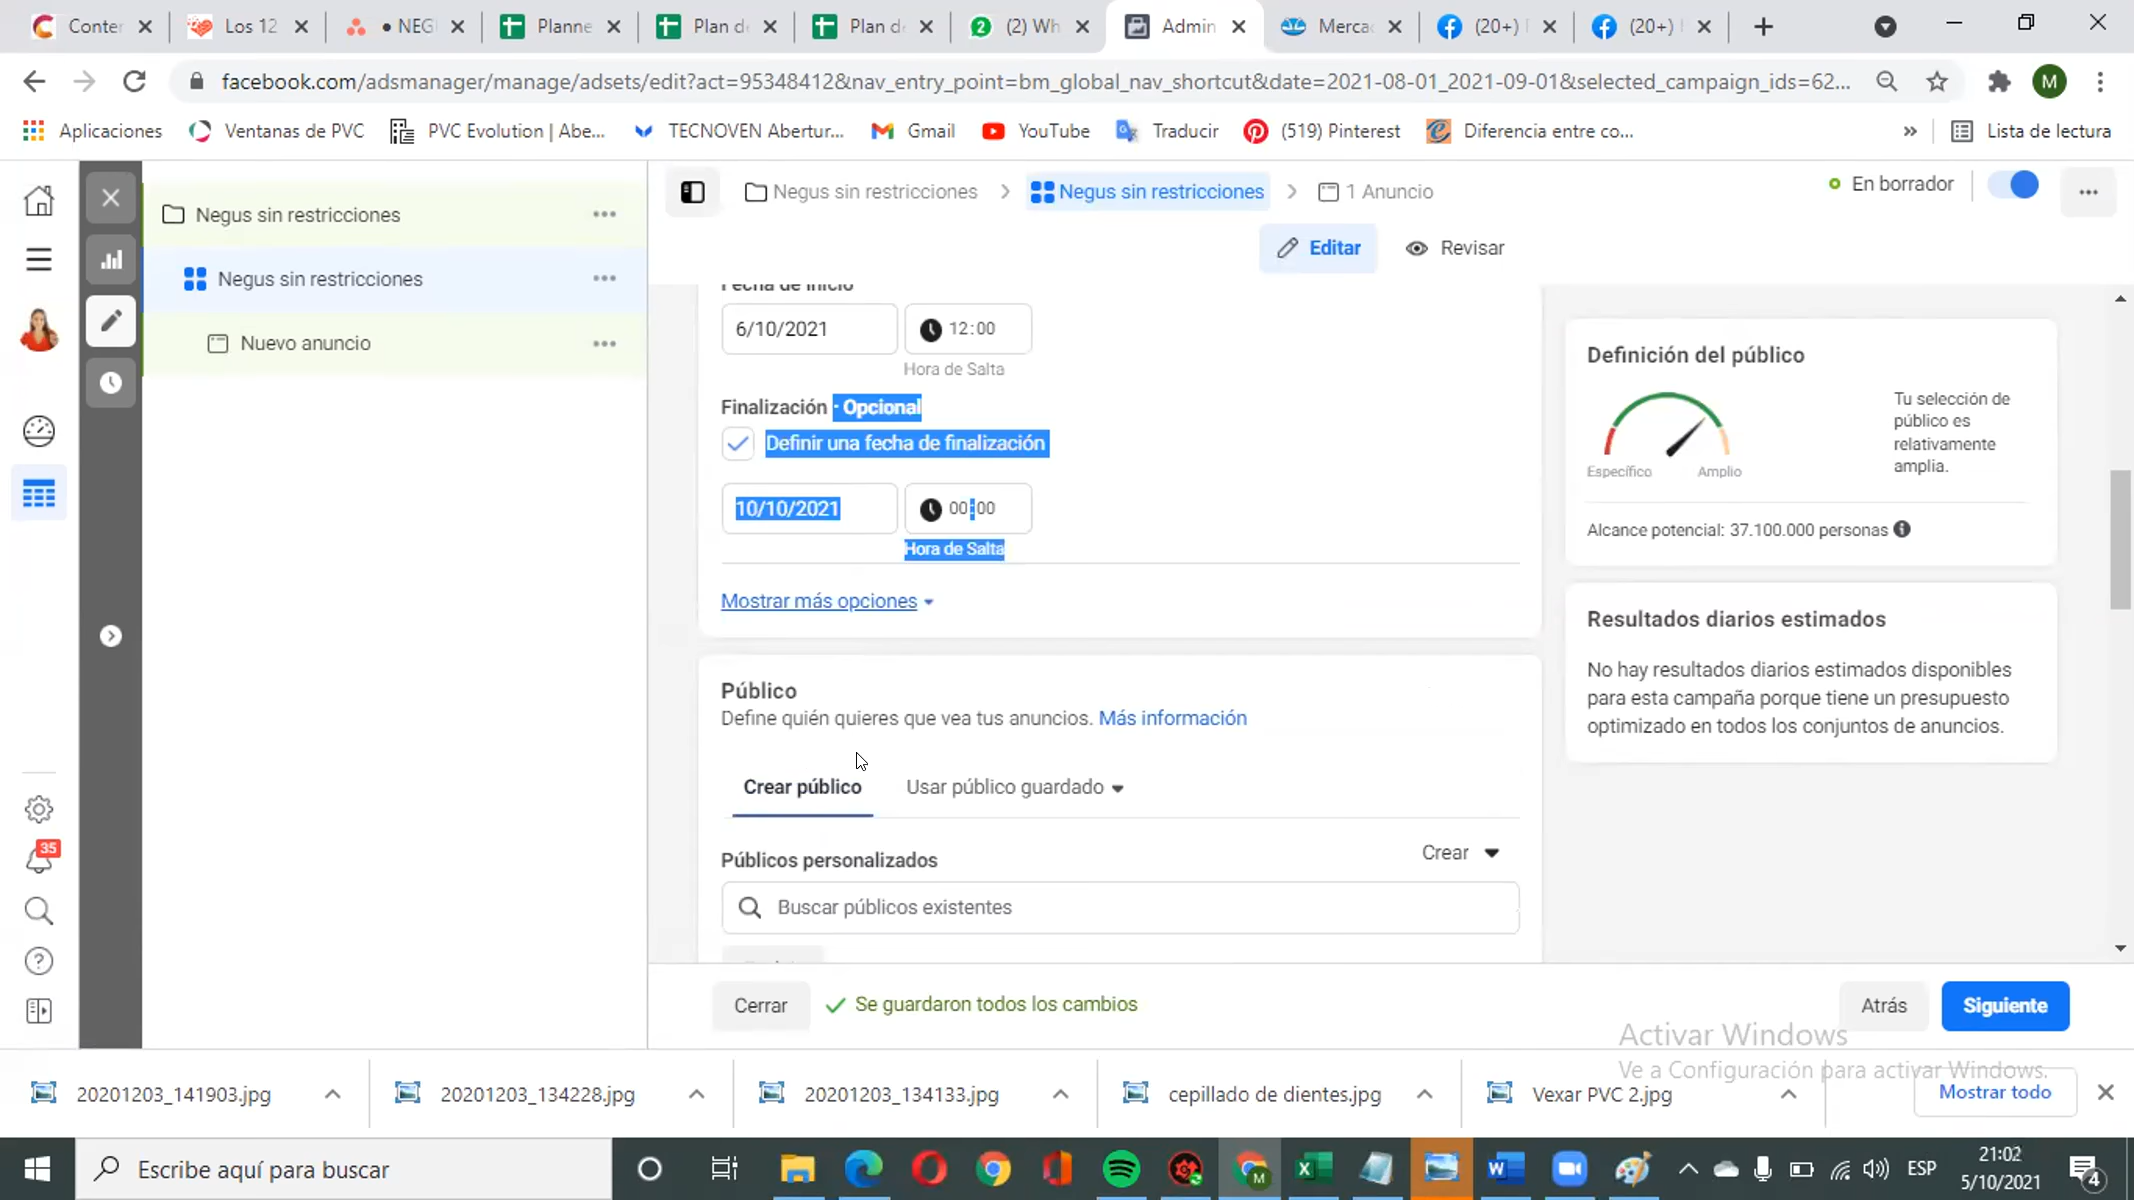 Conter
Los 12
• NEG
Planne
Plan de
Plan de
(2) Wh
Admin
Merca
(20+)
(20+)
facebook.com/adsmanager/manage/adsets/edit?act=95348412&nav_entry_point=bm_global_nav_shortcut&date=2021-08-01_2021-09-01&selected_campaign_ids=62...
M
Aplicaciones
Ventanas de PVC
PVC Evolution | Abe...
TECNOVEN Abertur...
Gmail
YouTube
Traducir
(519) Pinterest
Diferencia entre co...
»
Lista de lectura
Negus sin restricciones
Negus sin restricciones
Nuevo anuncio
Negus sin restricciones
Negus sin restricciones
1 Anuncio
En borrador
Editar
Revisar
Fecha de inicio
6/10/2021
12:00
Hora de Salta
Finalización · Opcional
Definir una fecha de finalización
10/10/2021
00:00
Hora de Salta
Mostrar más opciones
Público
Define quién quieres que vea tus anuncios. Más información
Crear público
Usar público guardado
Públicos personalizados
Crear
Buscar públicos existentes
Definición del público
Específico
Amplio
Tu selección de
público es
relativamente
amplia.
Alcance potencial: 37.100.000 personas
Resultados diarios estimados
No hay resultados diarios estimados disponibles
para esta campaña porque tiene un presupuesto
optimizado en todos los conjuntos de anuncios.
35
Cerrar
Se guardaron todos los cambios
Atrás
Siguiente
Activar Windows
Ve a Configuración para activar Windows.
20201203_141903.jpg
20201203_134228.jpg
20201203_134133.jpg
cepillado de dientes.jpg
Vexar PVC 2.jpg
Mostrar todo
Escribe aquí para buscar
ESP
21:02
5/10/2021
4